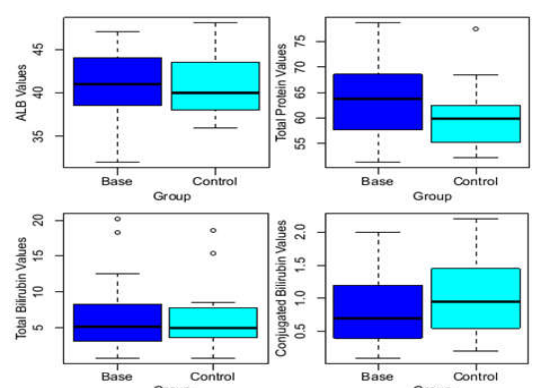 ALB Values
45
40
35
Base Control
Group
Total Protein Values
75
70
65
60
55
Base Control
Group
Total Bilirubin Values
20
15
10
5
Base Control
Group
Conjugated Bilirubin Values
2.0
1.5
1.0
0.5
Base Control
Group